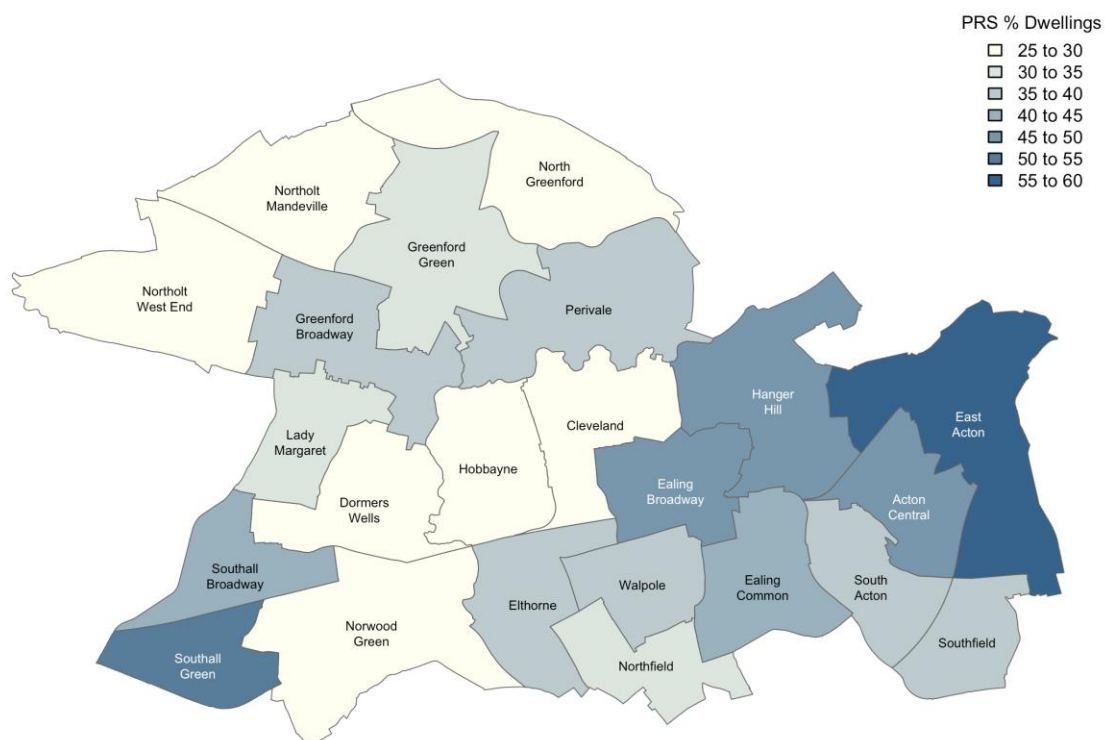 PRS % Dwellings
25 to 30
30 to 35
35 to 40
40 to 45
45 to 50
50 to 55
55 to 60
North
Greenford
Northolt
Mandeville
Greenford
Green
Northolt
West End
Greenford
Broadway
Perivale
Hanger
Hill
East
Acton
Cleveland
Lady
Margaret
Hobbayne
Ealing
Broadway
Acton
Central
Dormers
Wells
Southall
Broadway
Elthorne
Walpole
Ealing
Common
South
Acton
Norwood
Green
Southall
Green
Northfield
Southfield